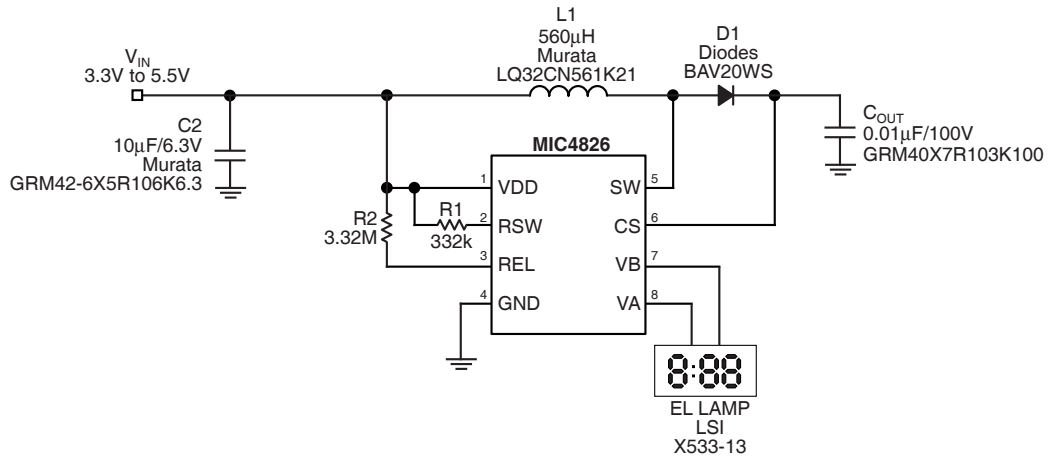 L1
560µH
Murata
LQ32CN561K21
D1
Diodes
BAV20WS
VIN
3.3V to 5.5V
C2
10µF/6.3V
Murata
GRM42-6X5R106K6.3
COUT
0.01µF/100V
GRM40X7R103K100
MIC4826
1 VDD SW 5
R1
332k
2 RSW CS 6
R2
3.32M
3 REL VB 7
4 GND VA 8
8:88
EL LAMP
LSI
X533-13